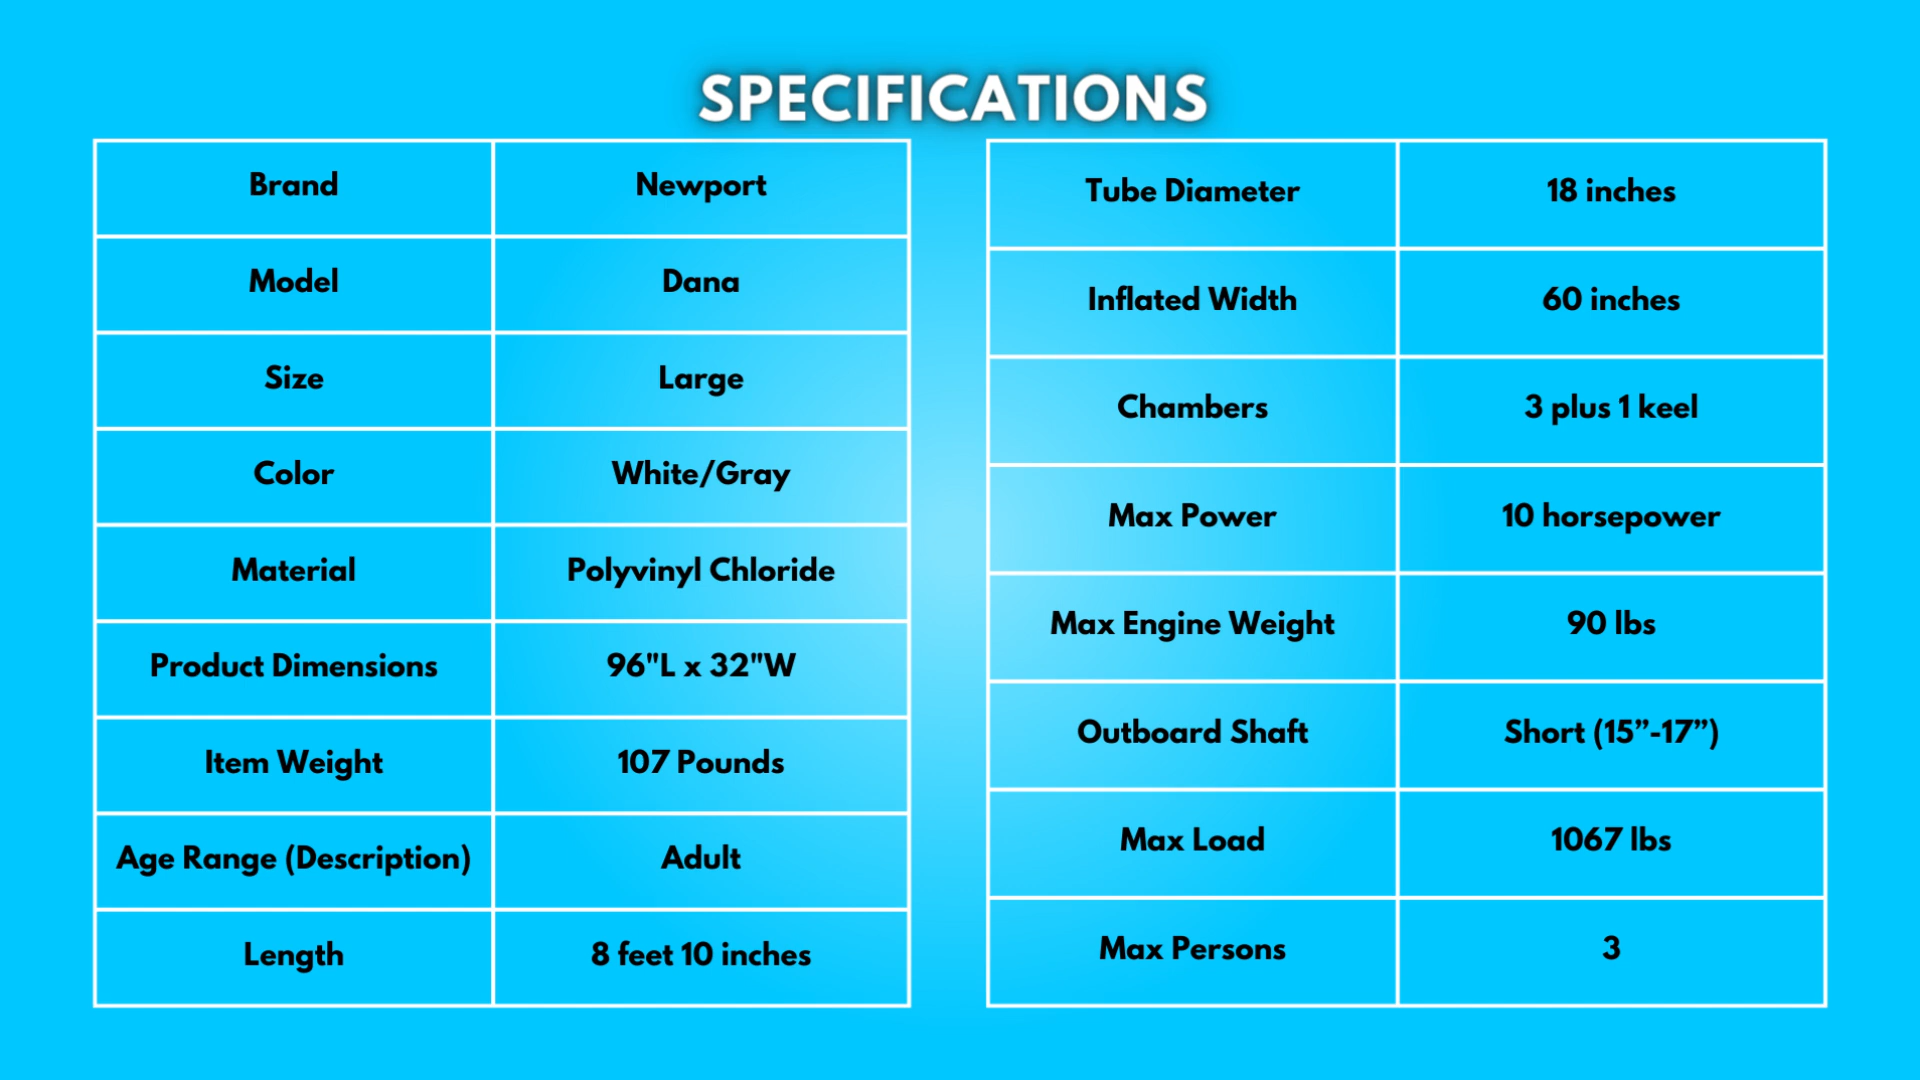 SPECIFICATIONS
Brand Newport
Model Dana
Size Large
Color White/Gray
Material Polyvinyl Chloride
Product Dimensions 96"L x 32"W
Item Weight 107 Pounds
Age Range (Description) Adult
Length 8 feet 10 inches
Tube Diameter 18 inches
Inflated Width 60 inches
Chambers 3 plus 1 keel
Max Power 10 horsepower
Max Engine Weight 90 lbs
Outboard Shaft Short (15”-17”)
Max Load 1067 lbs
Max Persons 3